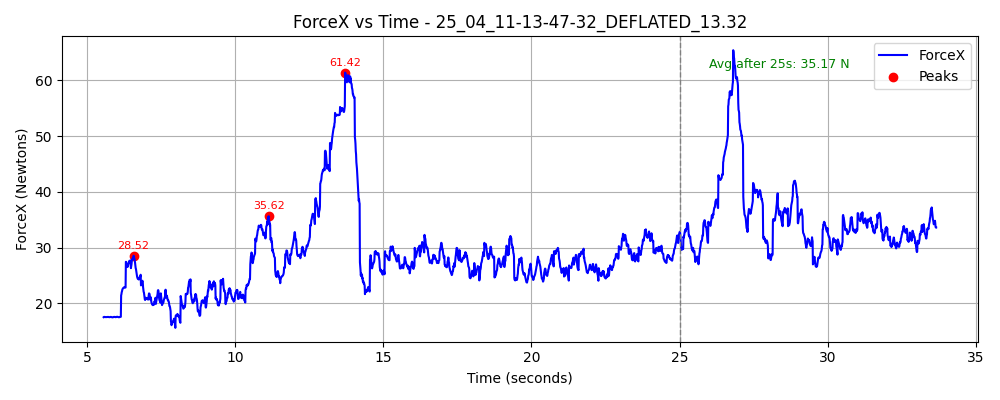 ForceX vs Time - 25_04_11-13-47-32_DEFLATED_13.32
ForceX
Peaks
Avg after 25s: 35.17 N
61.42
35.62
28.52
ForceX (Newtons)
60
50
40
30
20
5
10
15
20
25
30
35
Time (seconds)